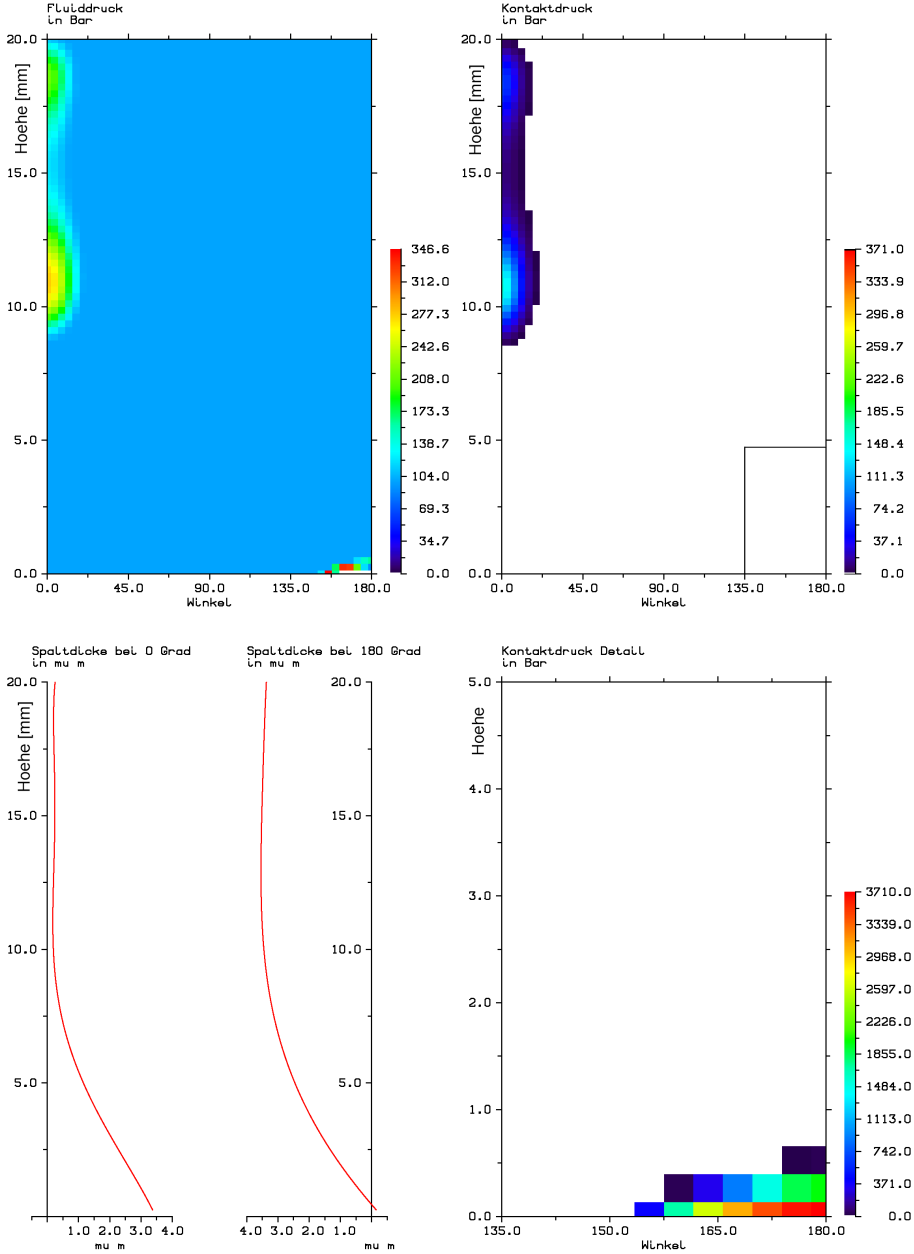 Fluiddruck
in Bar
20.0
15.0
10.0
5.0
0.0
Hoehe [mm]
0.0 45.0 90.0 135.0 180.0
Winkel
346.6
312.0
277.3
242.6
208.0
173.3
138.7
104.0
69.3
34.7
0.0
Kontaktdruck
in Bar
20.0
15.0
10.0
5.0
0.0
Hoehe [mm]
0.0 45.0 90.0 135.0 180.0
Winkel
371.0
333.9
296.8
259.7
222.6
185.5
148.4
111.3
74.2
37.1
0.0
Spaltdicke bei 0 Grad
in mu m
20.0
15.0
10.0
5.0
Hoehe [mm]
1.0 2.0 3.0 4.0
mu m
Spaltdicke bei 180 Grad
in mu m
20.0
15.0
10.0
5.0
4.0 3.0 2.0 1.0
mu m
Kontaktdruck Detail
in Bar
5.0
4.0
3.0
2.0
1.0
0.0
Hoehe
135.0 150.0 165.0 180.0
Winkel
3710.0
3339.0
2968.0
2597.0
2226.0
1855.0
1484.0
1113.0
742.0
371.0
0.0